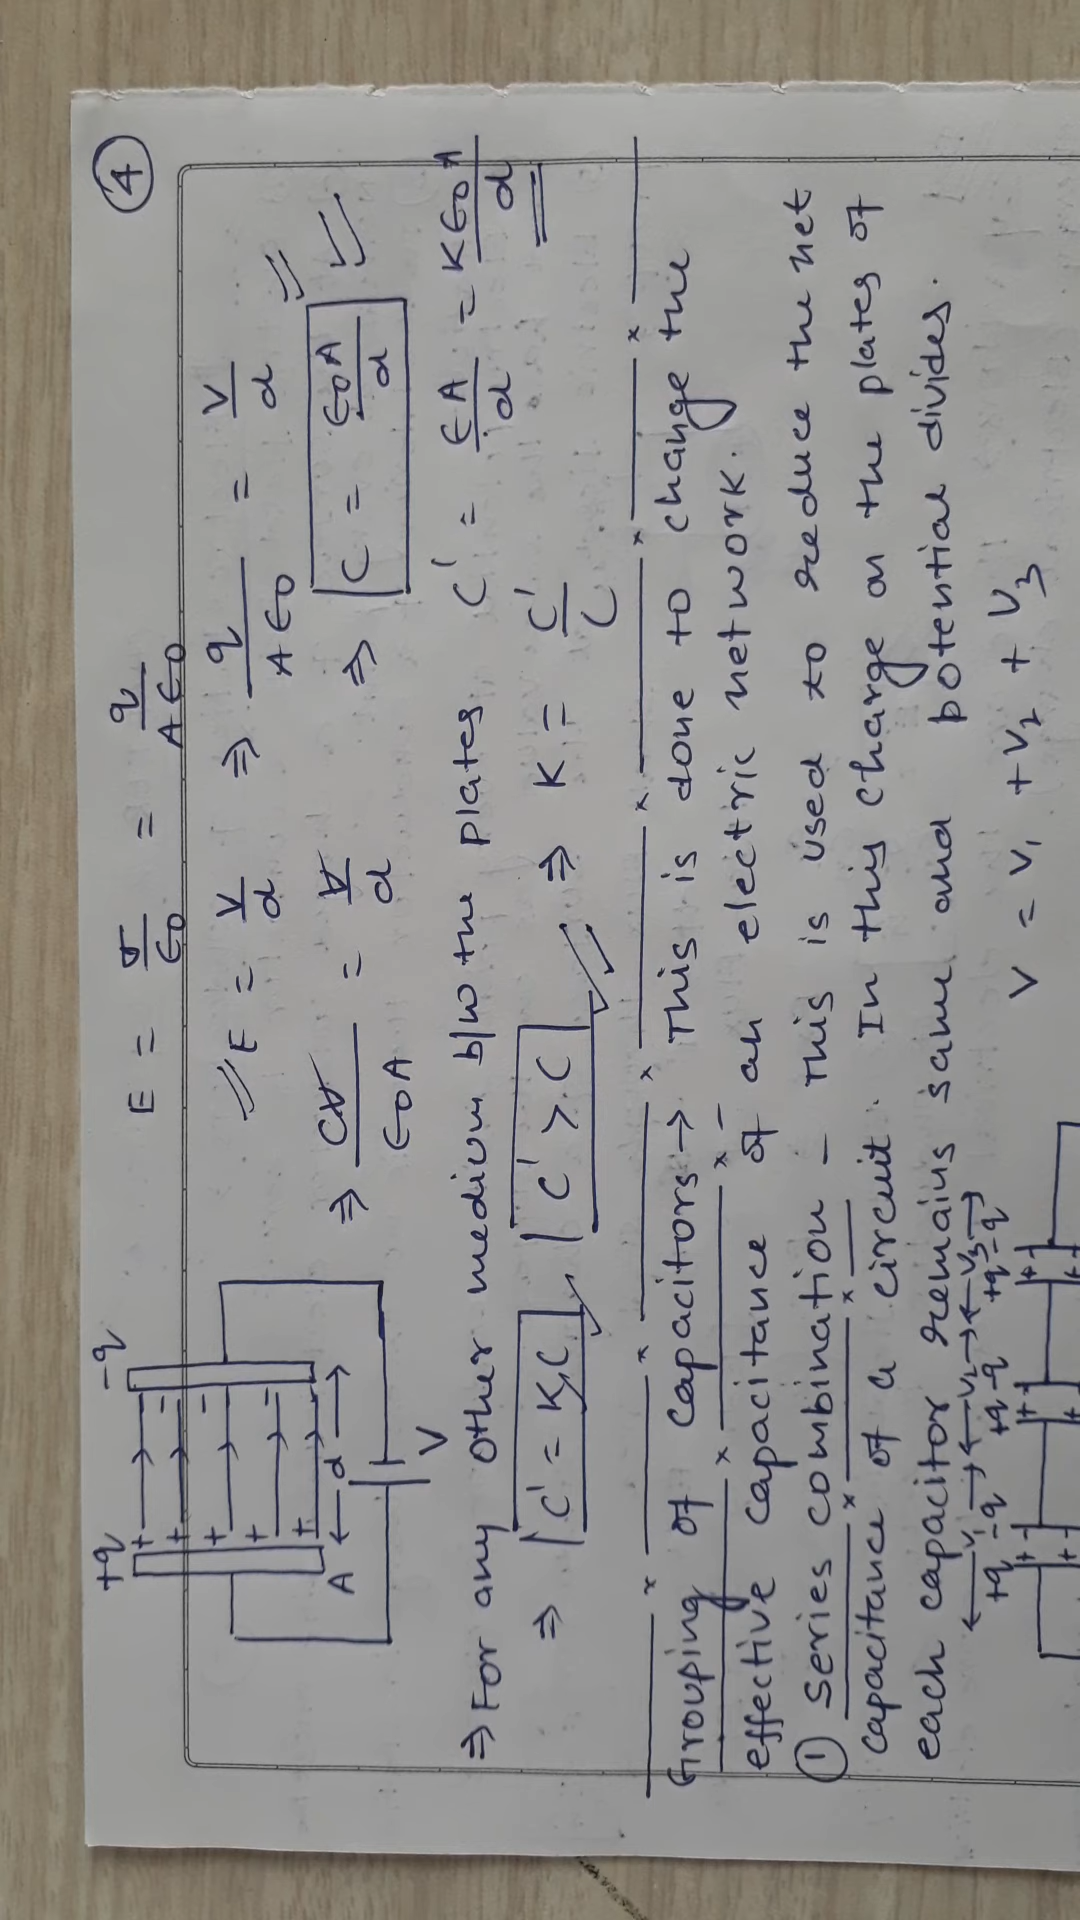 ④
+q -q
+ -
+ -
+ -
+ -
+ -
A d
V
E = σ/ϵ0 = q/Aϵ0
E = V/d ⇒ q/Aϵ0 = V/d
⇒ CV/ϵ0A = V/d ⇒ C = ϵ0A/d
⇒ For any other medium b/w the plates C' = ϵA/d = Kϵ0A/d
⇒ C' = K C C' > C ⇒ K = C'/C
Grouping of capacitors → This is done to change the
effective capacitance of an electric network.
① Series combination - This is used to reduce the net
capacitance of a circuit. In this charge on the plates of
each capacitor remains same and potential divides.
V1 V2 V3
+q -q +q -q +q -q
V = V1 + V2 + V3
+ - + - + -
+ - + - + -